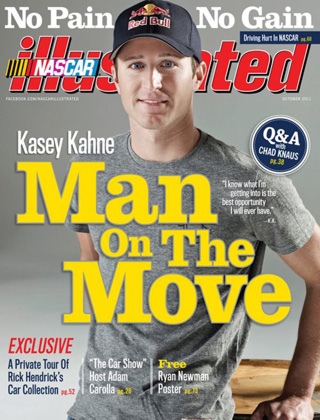 No Pain No Gain
Driving Hurt In NASCAR pg.60
Red Bull
NASCAR illustrated
FACEBOOK.COM/NASCARILLUSTRATED
OCTOBER 2011
Kasey Kahne
Q&A
with
CHAD KNAUS
pg.38
Man
On The
Move
"I know what I'm
getting into is the
best opportunity
I will ever have."
– K.K.
EXCLUSIVE
A Private Tour Of
Rick Hendrick's
Car Collection pg.52
"The Car Show"
Host Adam
Carolla pg.70
Free
Ryan Newman
Poster